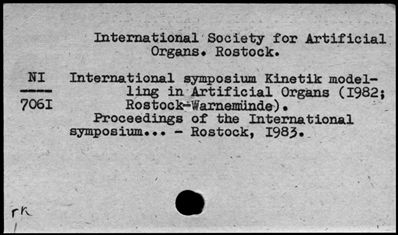 International Society for Artificial
Organs. Rostock.
NI
7061
International symposium Kinetik model-
ling in Artificial Organs (1982;
Rostock-Warnemünde).
Proceedings of the International
symposium... - Rostock, 1983.
rk